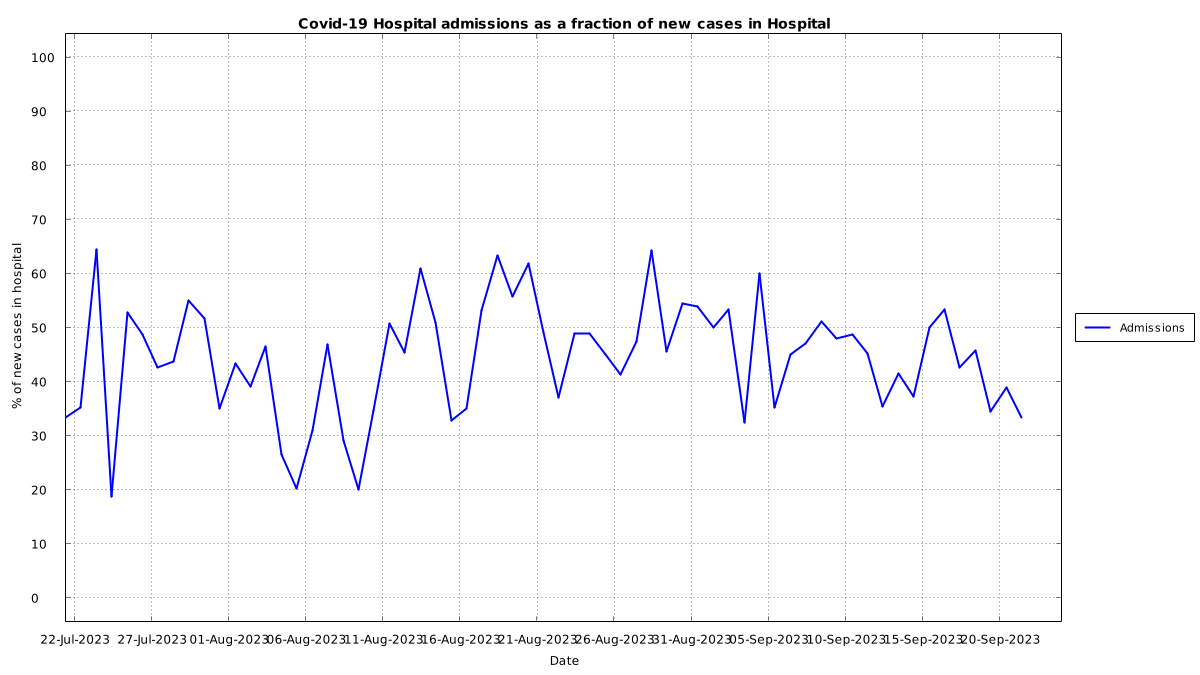 Covid-19 Hospital admissions as a fraction of new cases in Hospital
100
90
80
70
60
50
40
30
20
10
0
% of new cases in hospital
22-Jul-2023 27-Jul-2023 01-Aug-2023 06-Aug-2023 11-Aug-2023 16-Aug-2023 21-Aug-2023 26-Aug-2023 31-Aug-2023 05-Sep-2023 10-Sep-2023 15-Sep-2023 20-Sep-2023
Date
Admissions